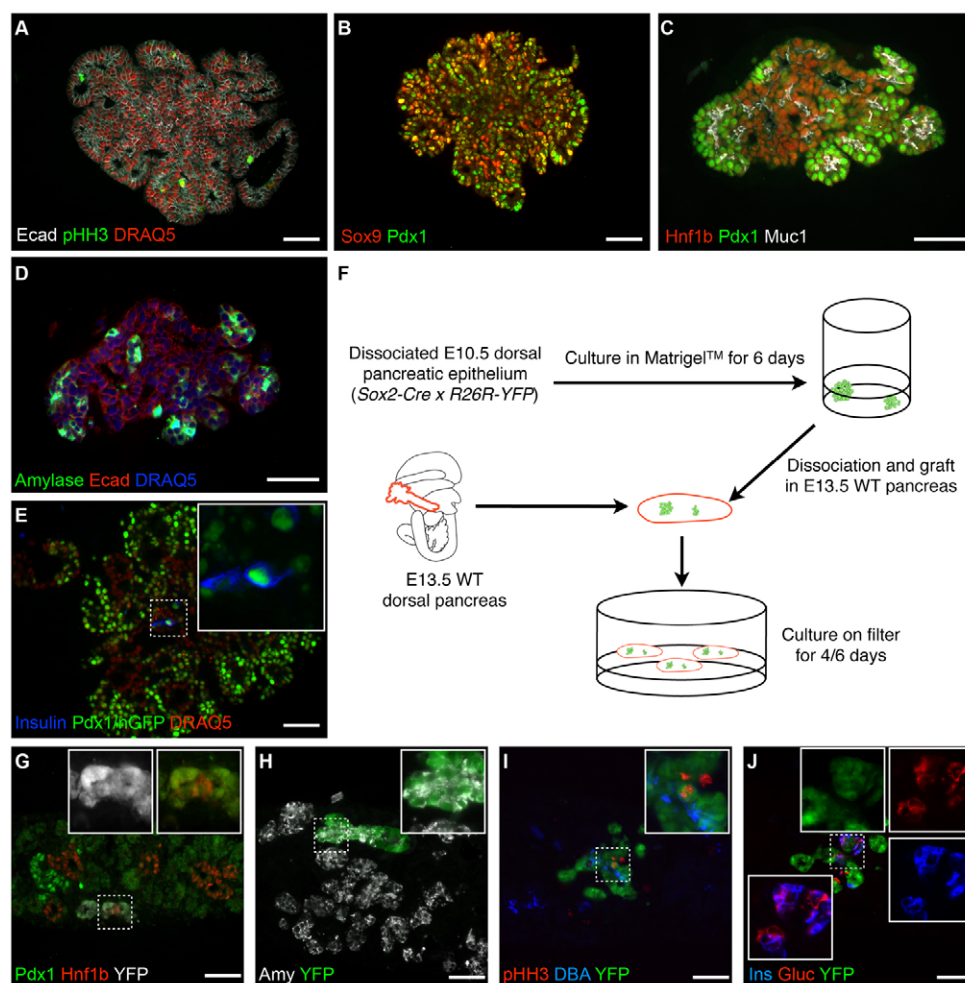 A
Ecad pHH3 DRAQ5
B
Sox9 Pdx1
C
Hnf1b Pdx1 Muc1
D
Amylase Ecad DRAQ5
E
Insulin Pdx1/nGFP DRAQ5
F
Dissociated E10.5 dorsal
pancreatic epithelium
(Sox2-Cre x R26R-YFP)
Culture in Matrigel™ for 6 days
Dissociation and graft
in E13.5 WT pancreas
E13.5 WT
dorsal pancreas
Culture on filter
for 4/6 days
G
Pdx1 Hnf1b YFP
H
Amy YFP
I
pHH3 DBA YFP
J
Ins Gluc YFP